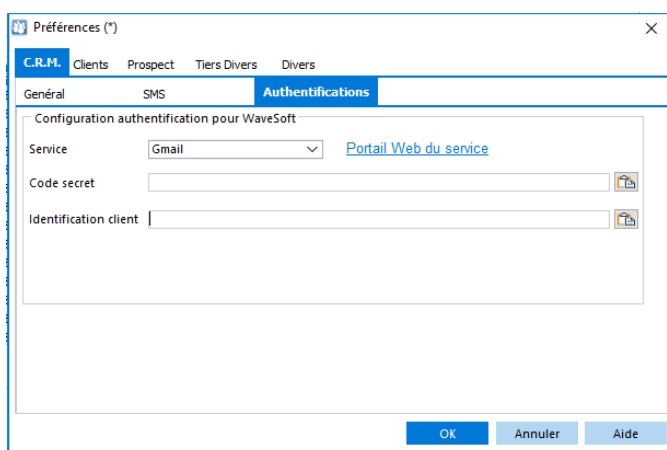 Préférences (*)
C.R.M. Clients Prospect Tiers Divers Divers
Genéral SMS Authentifications
Configuration authentification pour WaveSoft
Service Gmail Portail Web du service
Code secret
Identification client
OK Annuler Aide